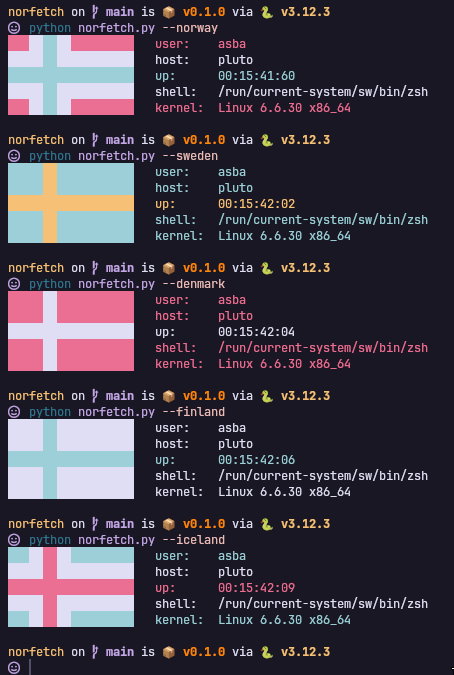 norfetch on main is 📦 v0.1.0 via 🐍 v3.12.3
python norfetch.py --norway
user: asba
host: pluto
up: 00:15:41:60
shell: /run/current-system/sw/bin/zsh
kernel: Linux 6.6.30 x86_64
norfetch on main is 📦 v0.1.0 via 🐍 v3.12.3
python norfetch.py --sweden
user: asba
host: pluto
up: 00:15:42:02
shell: /run/current-system/sw/bin/zsh
kernel: Linux 6.6.30 x86_64
norfetch on main is 📦 v0.1.0 via 🐍 v3.12.3
python norfetch.py --denmark
user: asba
host: pluto
up: 00:15:42:04
shell: /run/current-system/sw/bin/zsh
kernel: Linux 6.6.30 x86_64
norfetch on main is 📦 v0.1.0 via 🐍 v3.12.3
python norfetch.py --finland
user: asba
host: pluto
up: 00:15:42:06
shell: /run/current-system/sw/bin/zsh
kernel: Linux 6.6.30 x86_64
norfetch on main is 📦 v0.1.0 via 🐍 v3.12.3
python norfetch.py --iceland
user: asba
host: pluto
up: 00:15:42:09
shell: /run/current-system/sw/bin/zsh
kernel: Linux 6.6.30 x86_64
norfetch on main is 📦 v0.1.0 via 🐍 v3.12.3